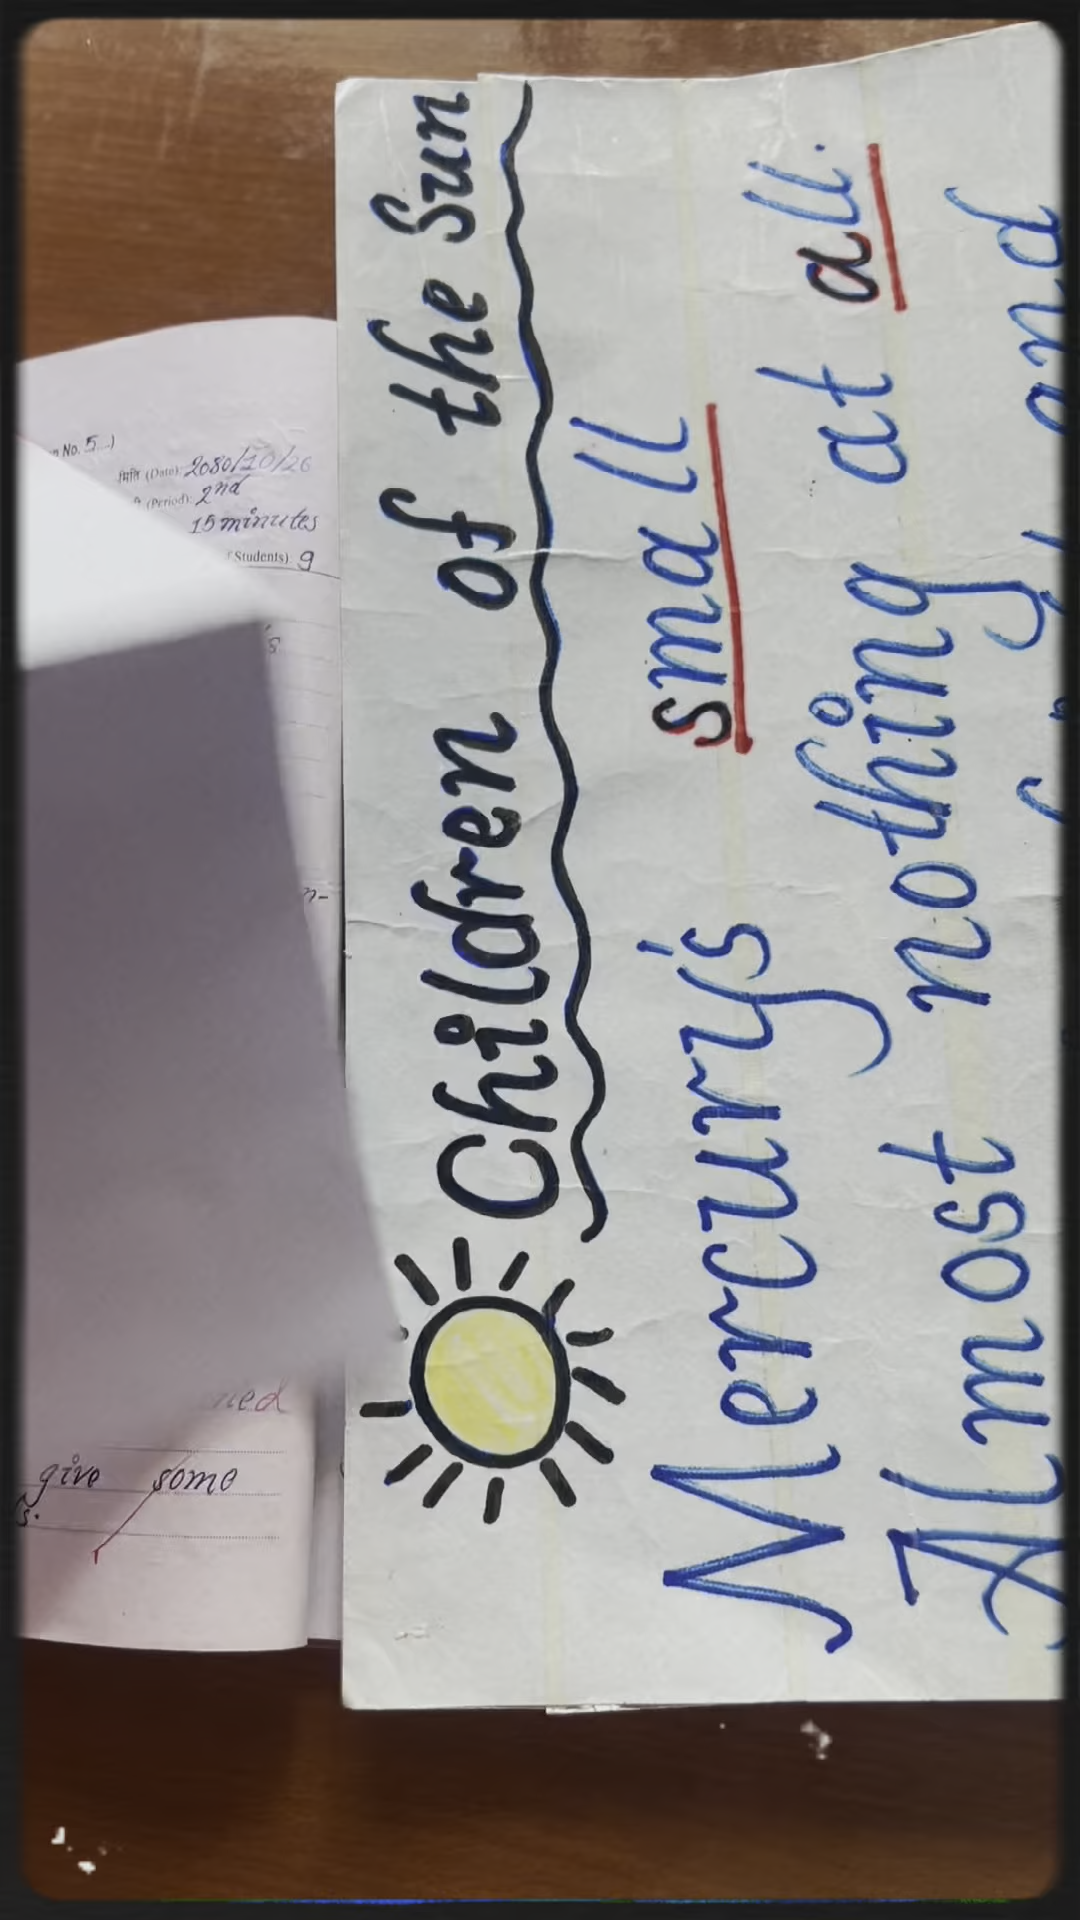 Children of the Sun
Mercury's small
Almost nothing at all.
and
No. 5
मिति (Date): 2080/10/26
(Period): 2nd
15 minutes
Students): 9
give some